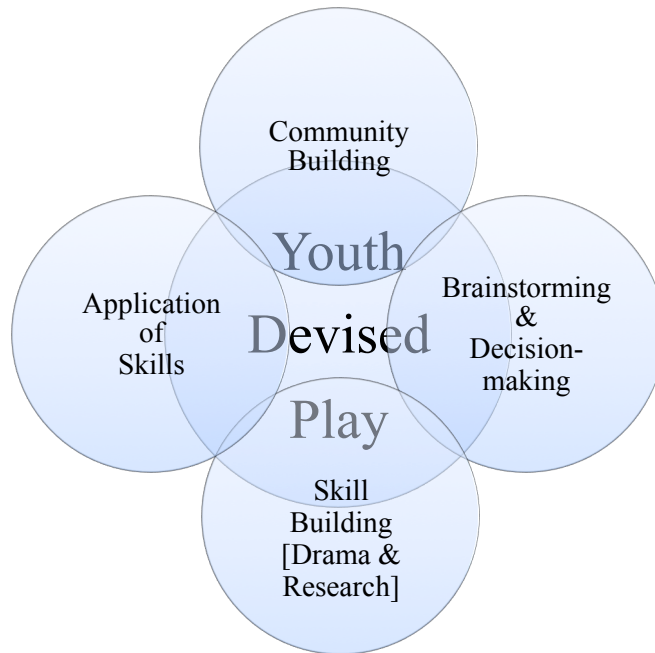 Community
Building
Youth
Devised
Play
Application
of
Skills
Brainstorming
&
Decision-
making
Skill
Building
[Drama &
Research]